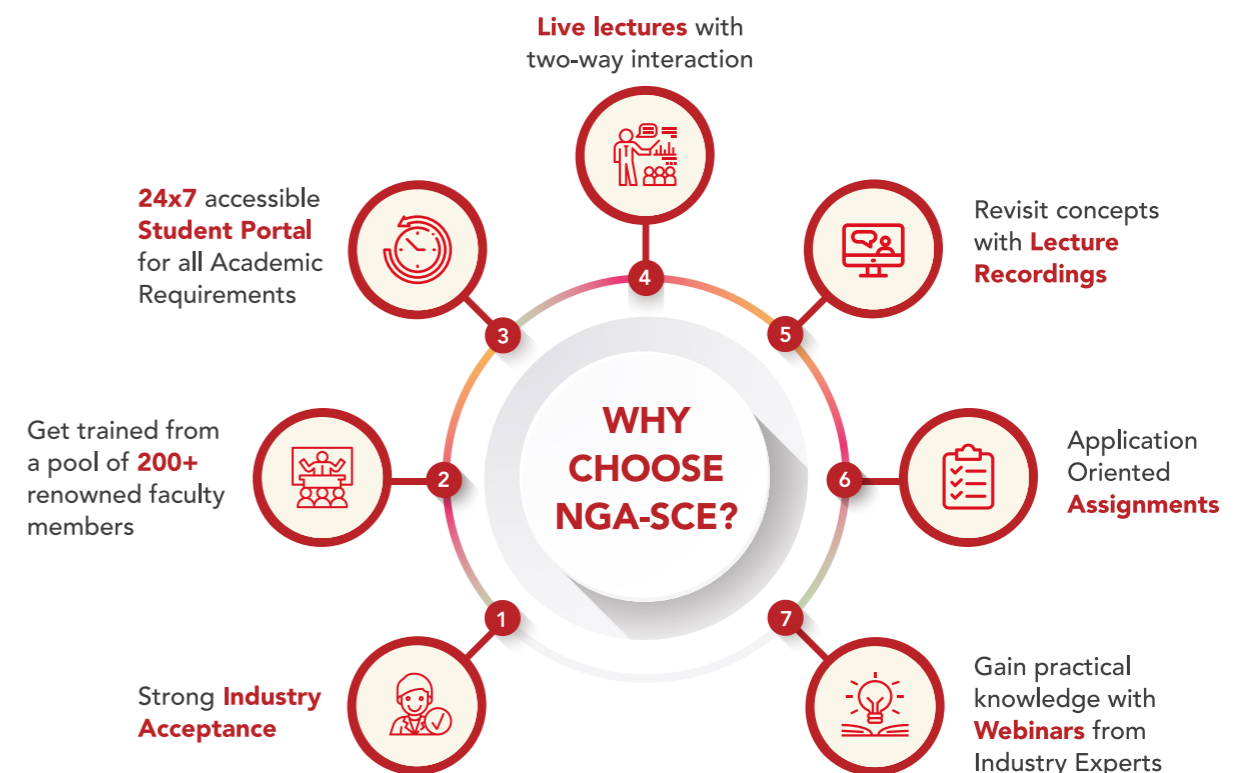 Live lectures with
two-way interaction
24x7 accessible
Student Portal
for all Academic
Requirements
Revisit concepts
with Lecture
Recordings
4
3
5
WHY
CHOOSE
NGA-SCE?
Get trained from
a pool of 200+
renowned faculty
members
2
6
Application
Oriented
Assignments
1
7
Strong Industry
Acceptance
Gain practical
knowledge with
Webinars from
Industry Experts